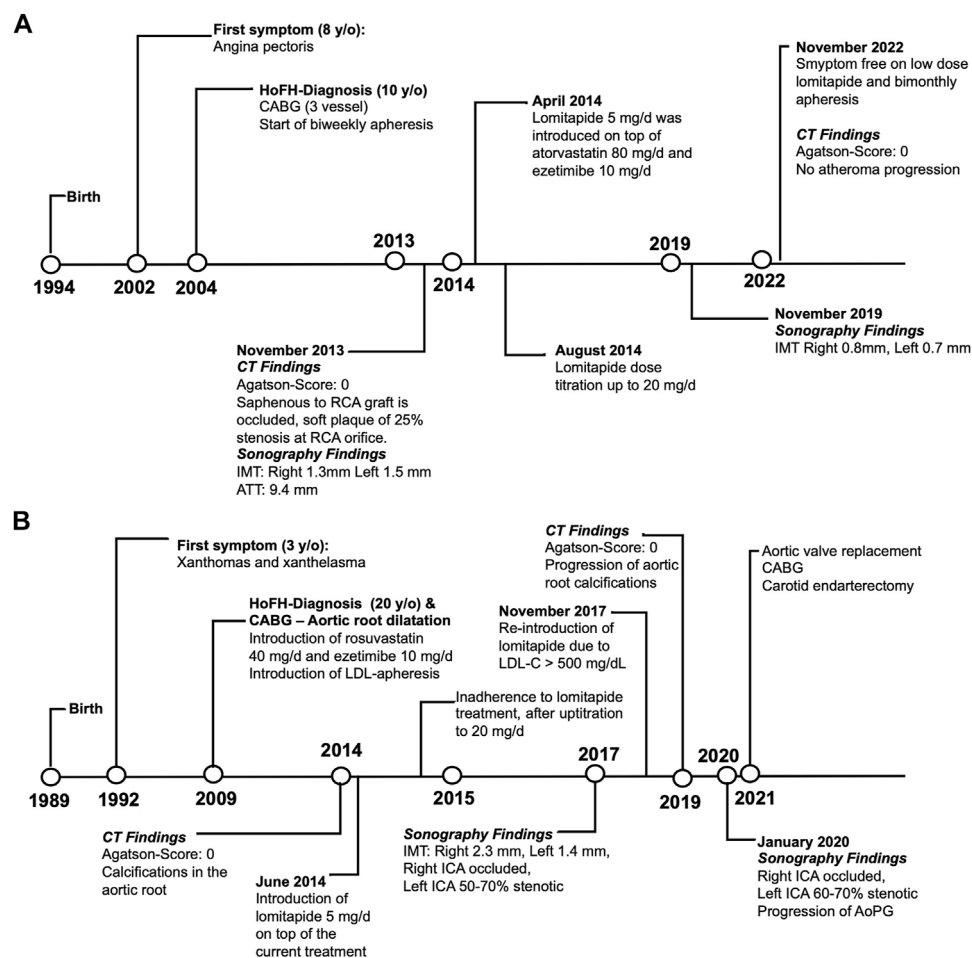 A
First symptom (8 y/o):
Angina pectoris
HoFH-Diagnosis (10 y/o)
CABG (3 vessel)
Start of biweekly apheresis
April 2014
Lomitapide 5 mg/d was
introduced on top of
atorvastatin 80 mg/d and
ezetimibe 10 mg/d
November 2022
Smyptom free on low dose
lomitapide and bimonthly
apheresis
CT Findings
Agatson-Score: 0
No atheroma progression
Birth
1994
2002
2004
2013
2014
2019
2022
November 2013
CT Findings
Agatson-Score: 0
Saphenous to RCA graft is
occluded, soft plaque of 25%
stenosis at RCA orifice.
Sonography Findings
IMT: Right 1.3mm Left 1.5 mm
ATT: 9.4 mm
August 2014
Lomitapide dose
titration up to 20 mg/d
November 2019
Sonography Findings
IMT Right 0.8mm, Left 0.7 mm
B
First symptom (3 y/o):
Xanthomas and xanthelasma
HoFH-Diagnosis (20 y/o) &
CABG – Aortic root dilatation
Introduction of rosuvastatin
40 mg/d and ezetimibe 10 mg/d
Introduction of LDL-apheresis
Inadherence to lomitapide
treatment, after uptitration
to 20 mg/d
November 2017
Re-introduction of
lomitapide due to
LDL-C > 500 mg/dL
CT Findings
Agatson-Score: 0
Progression of aortic
root calcifications
Aortic valve replacement
CABG
Carotid endarterectomy
Birth
1989
1992
2009
2014
2015
2017
2019
2020
2021
CT Findings
Agatson-Score: 0
Calcifications in the
aortic root
June 2014
Introduction of
lomitapide 5 mg/d
on top of the
current treatment
Sonography Findings
IMT: Right 2.3 mm, Left 1.4 mm,
Right ICA occluded,
Left ICA 50-70% stenotic
January 2020
Sonography Findings
Right ICA occluded,
Left ICA 60-70% stenotic
Progression of AoPG